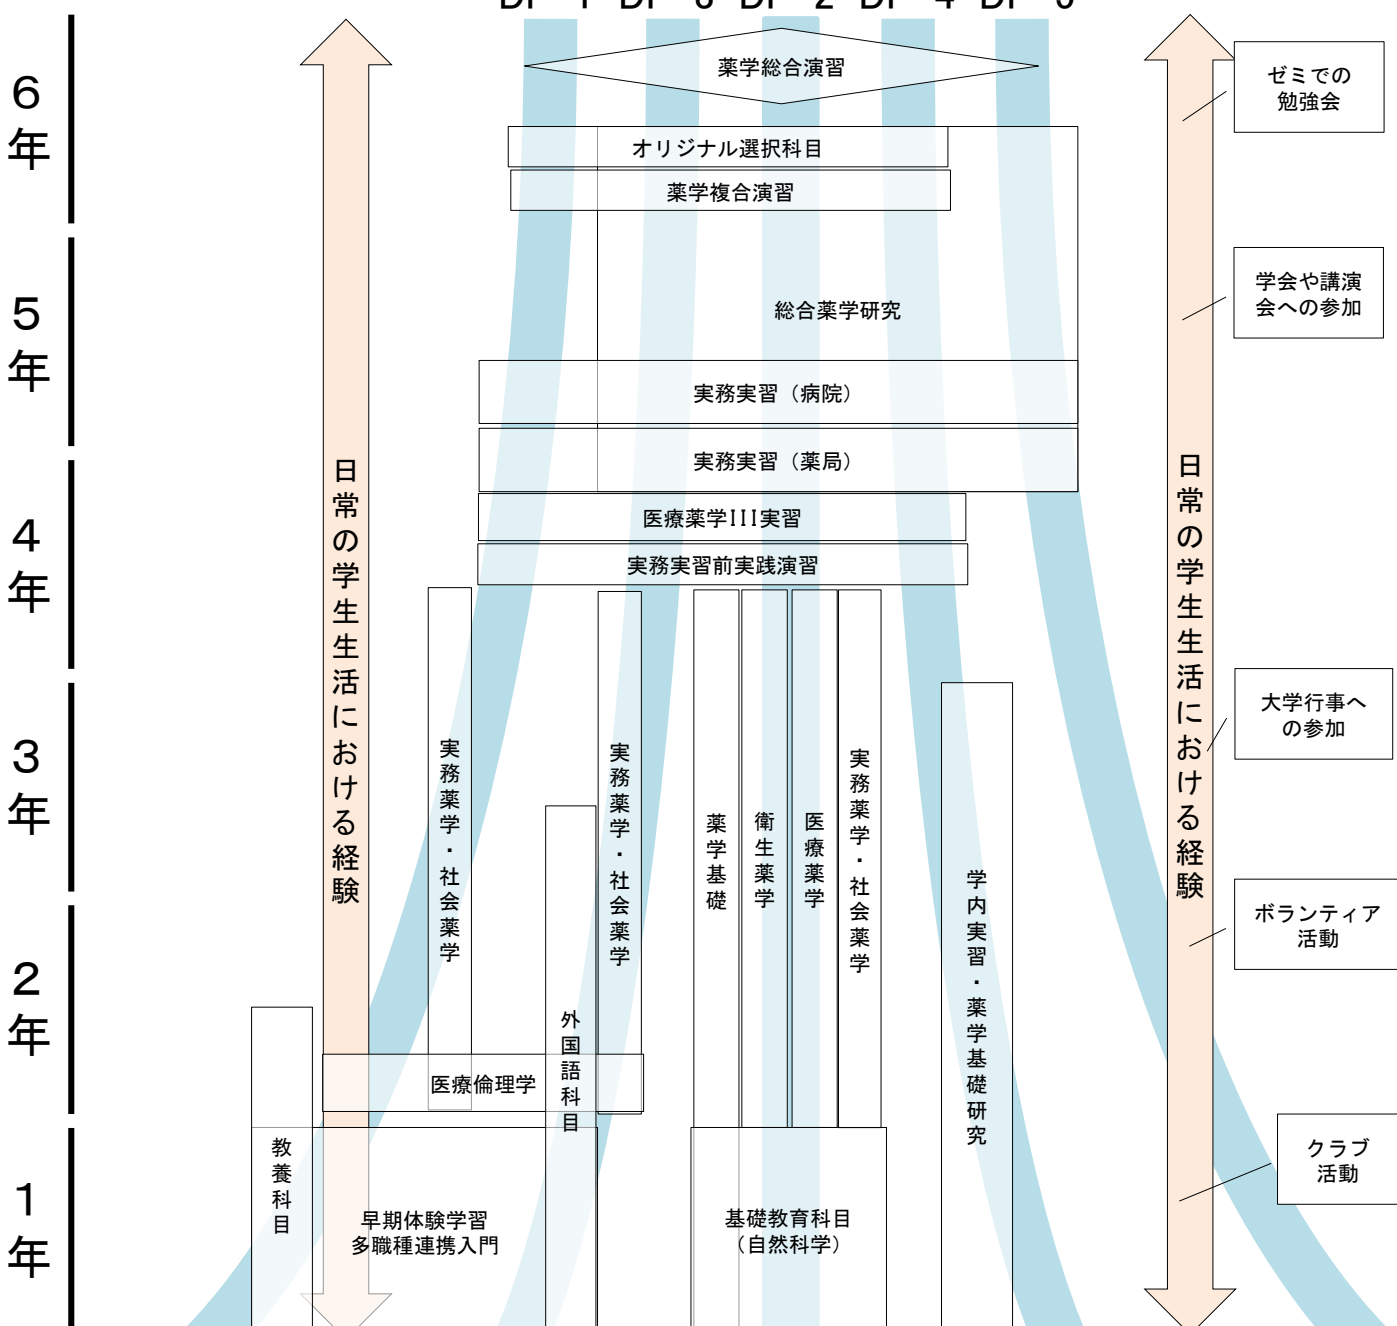 DP 1 DP 3 DP 2 DP 4 DP 5
6年
薬学総合演習
ゼミでの
勉強会
オリジナル選択科目
薬学複合演習
5年
総合薬学研究
学会や講演
会への参加
実務実習（病院）
実務実習（薬局）
4年
日常の学生生活における経験
日常の学生生活における経験
医療薬学III実習
実務実習前実践演習
3年
大学行事へ
の参加
実務薬学・社会薬学
実務薬学・社会薬学
薬学基礎
衛生薬学
医療薬学
実務薬学・社会薬学
学内実習・薬学基礎研究
ボランティア
活動
2年
外国語科目
医療倫理学
1年
教養科目
早期体験学習
多職種連携入門
基礎教育科目
（自然科学）
クラブ
活動